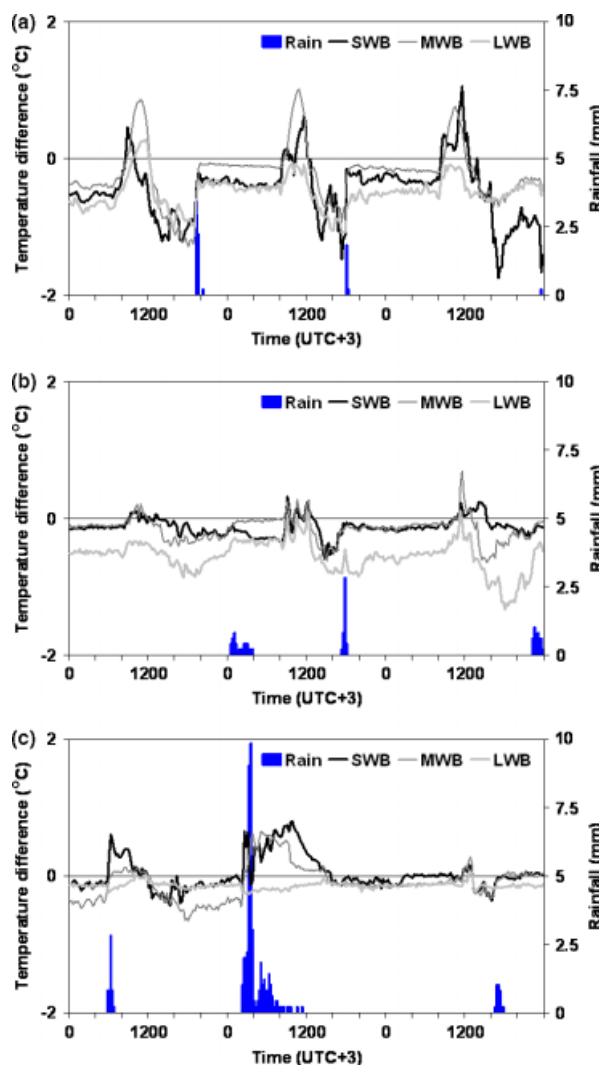 (a) 2 10
Rain SWB MWB LWB
Temperature difference (°C)
Rainfall (mm)
7.5
0 5
2.5
-2 0
0 1200 0 1200 0 1200
Time (UTC+3)
(b) 2 10
Rain SWB MWB LWB
Temperature difference (°C)
Rainfall (mm)
7.5
0 5
2.5
-2 0
0 1200 0 1200 0 1200
Time (UTC+3)
(c) 2 10
Rain SWB MWB LWB
Temperature difference (°C)
Rainfall (mm)
7.5
0 5
2.5
-2 0
0 1200 0 1200 0 1200
Time (UTC+3)